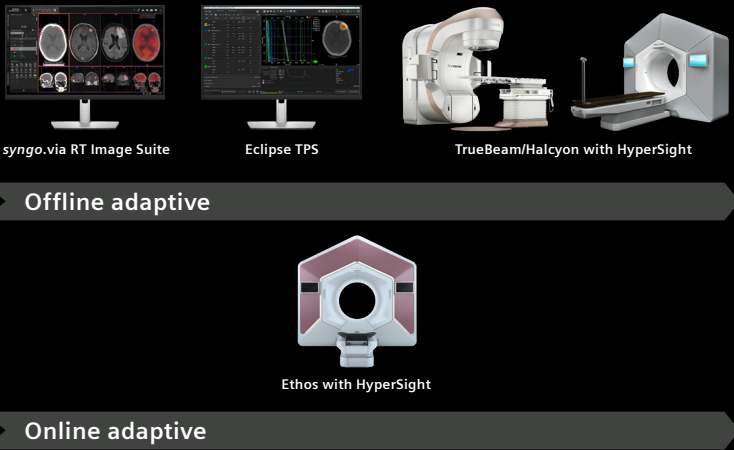 syngo.via RT Image Suite
Eclipse TPS
TrueBeam/Halcyon with HyperSight
Offline adaptive
Ethos with HyperSight
Online adaptive